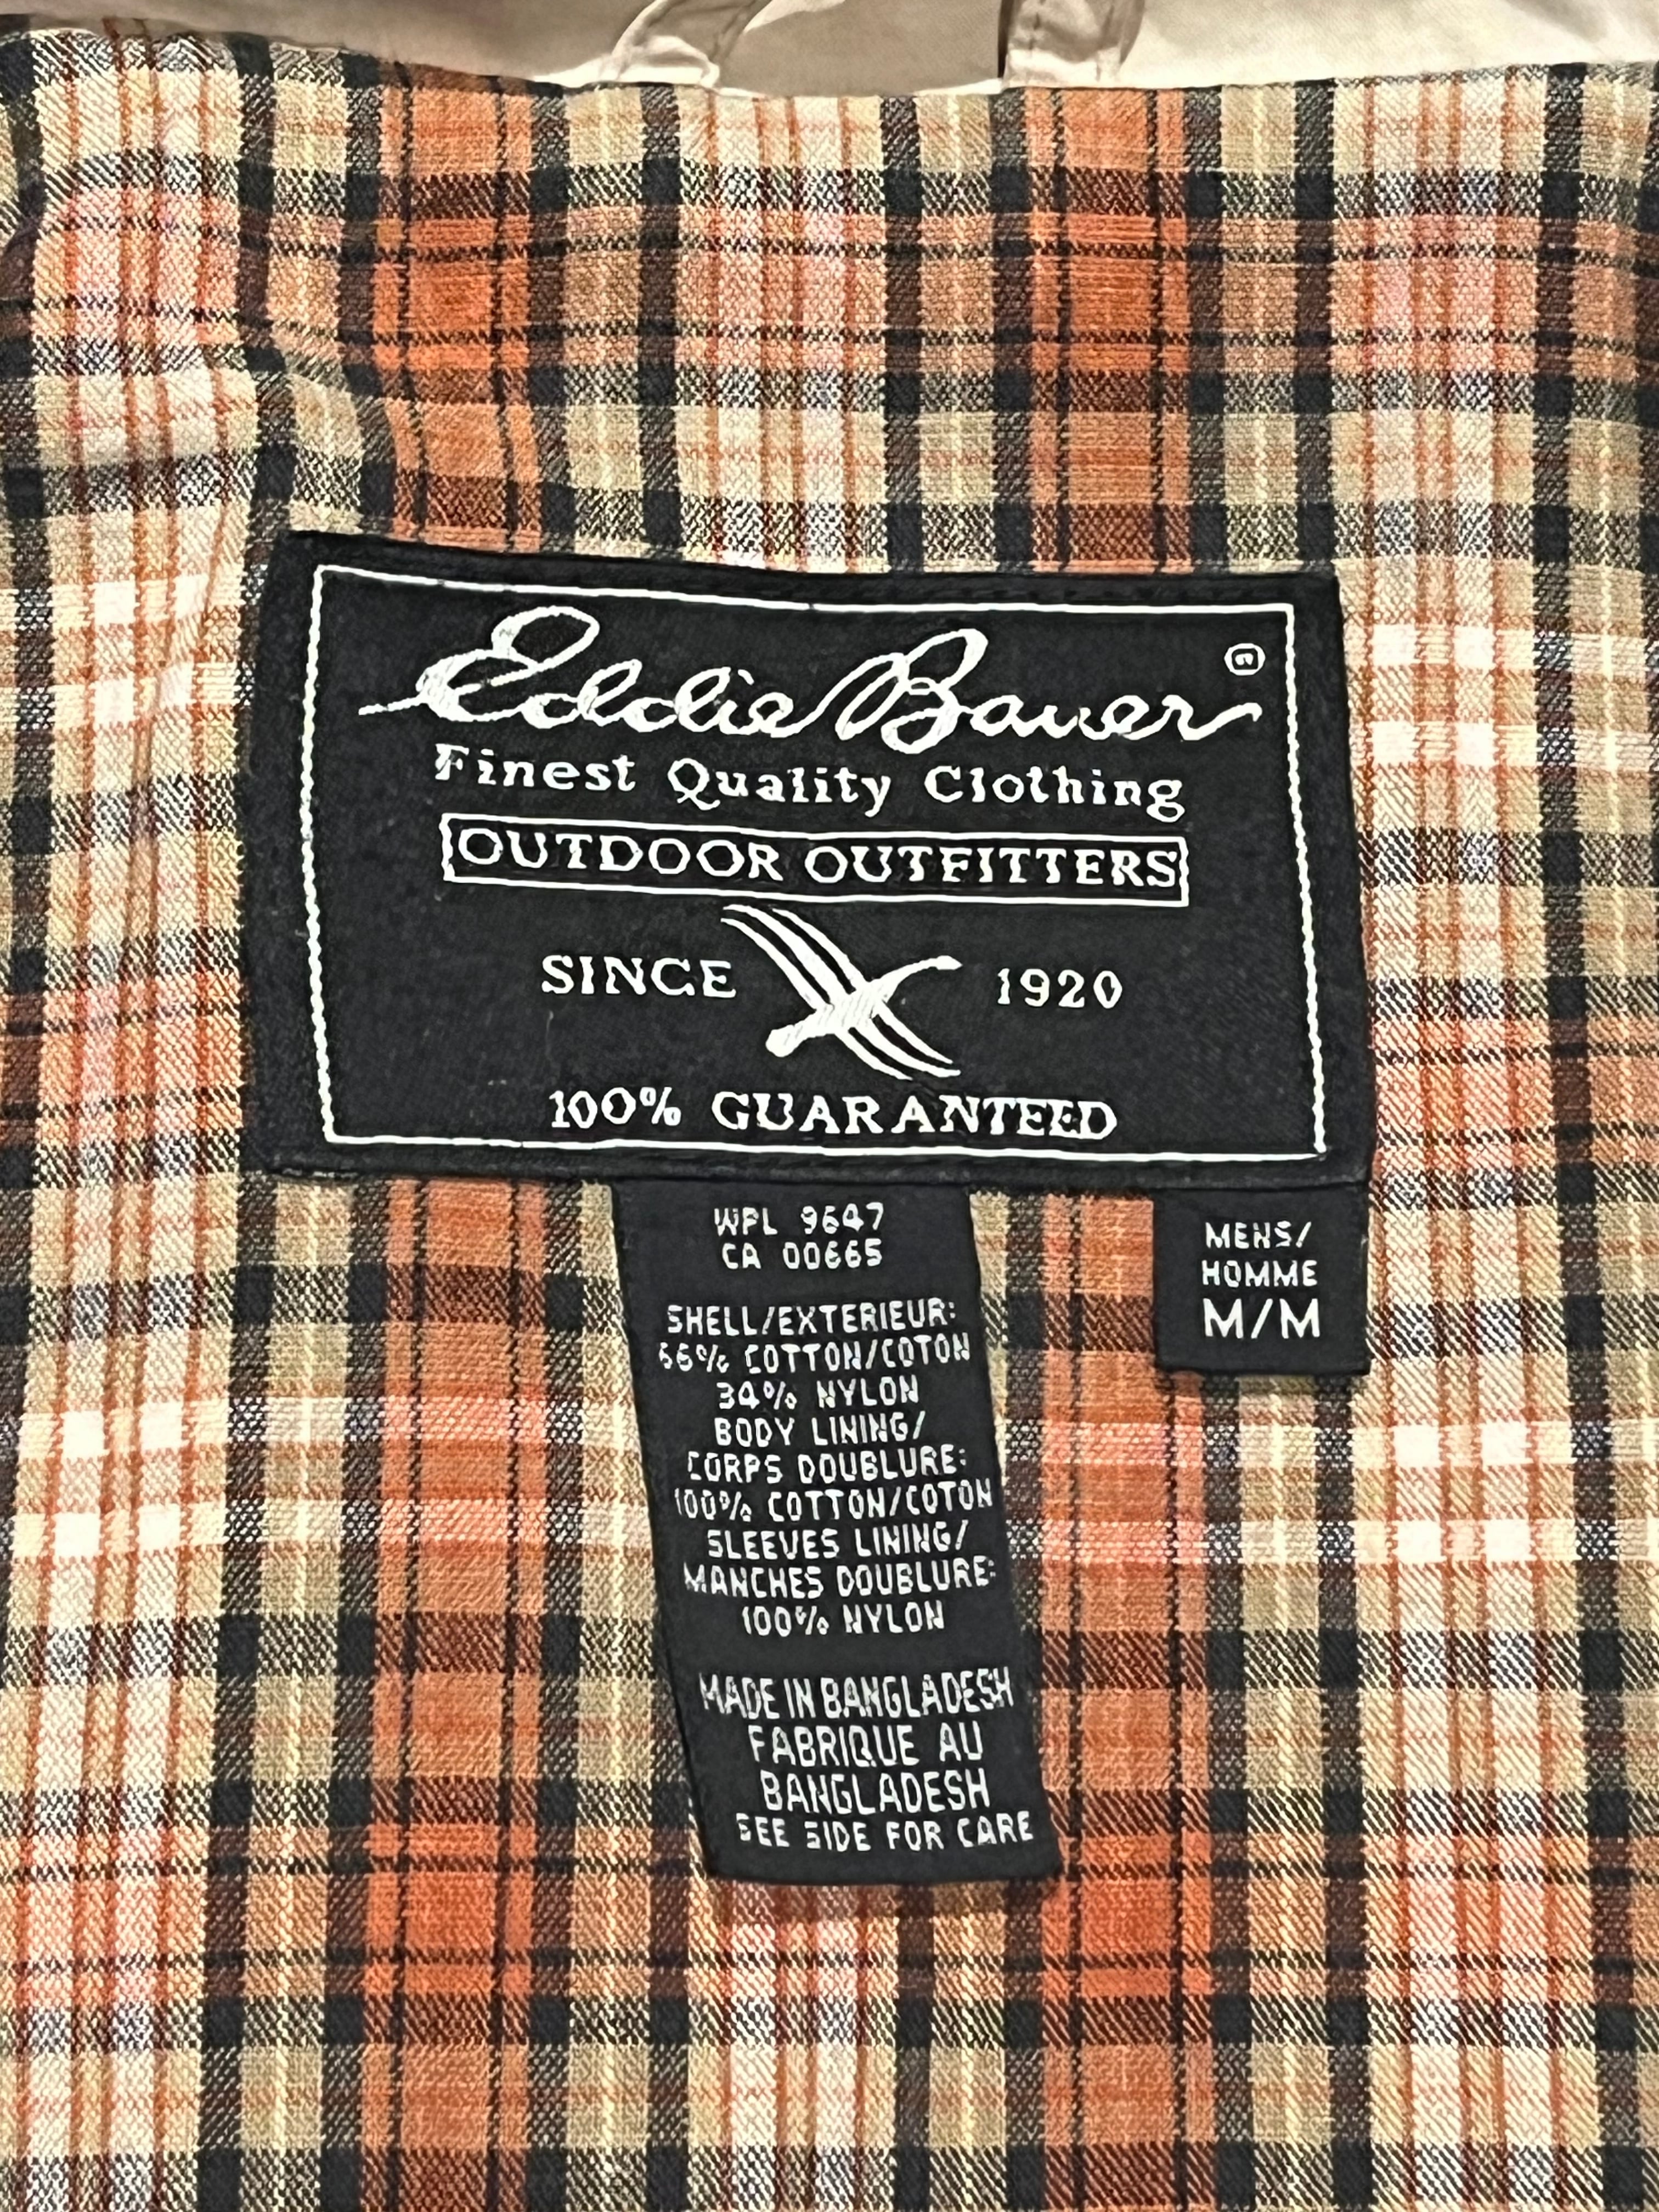 Eddie Bauer ®
Finest Quality Clothing
OUTDOOR OUTFITTERS
SINCE 1920
100% GUARANTEED
WPL 9647
CA 00665
SHELL/EXTERIEUR:
66% COTTON/COTON
34% NYLON
BODY LINING/
CORPS DOUBLURE:
100% COTTON/COTON
SLEEVES LINING/
MANCHES DOUBLURE:
100% NYLON
MADE IN BANGLADESH
FABRIQUE AU
BANGLADESH
SEE SIDE FOR CARE
MENS/
HOMME
M/M